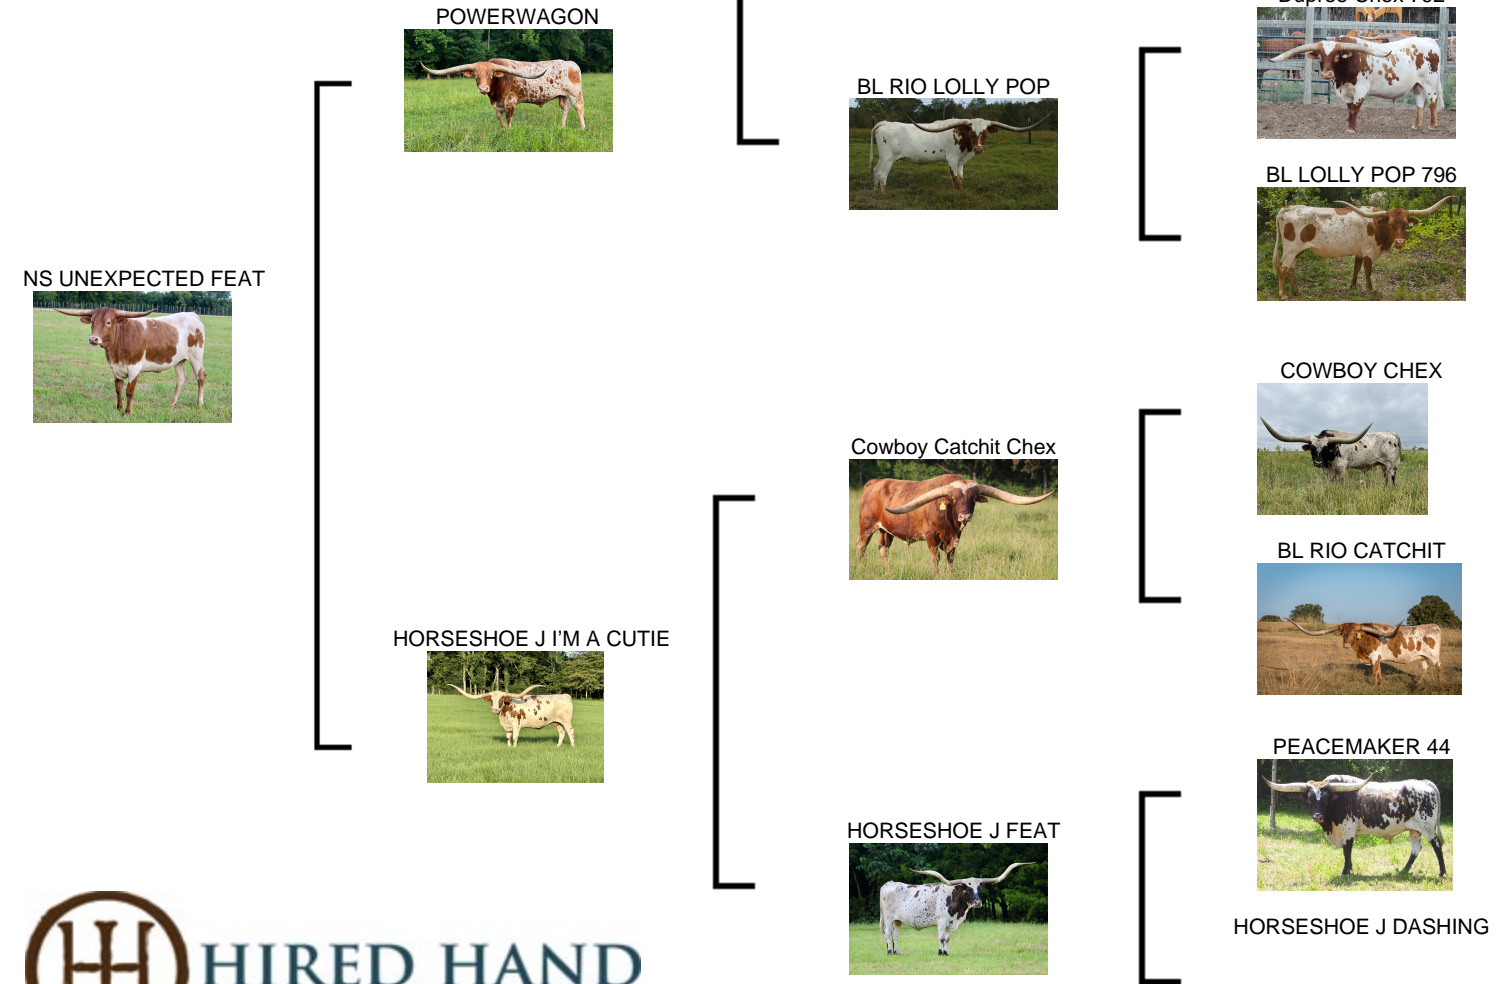 POWERWAGON
BL RIO LOLLY POP
BL LOLLY POP 796
NS UNEXPECTED FEAT
COWBOY CHEX
Cowboy Catchit Chex
BL RIO CATCHIT
HORSESHOE J I'M A CUTIE
PEACEMAKER 44
HORSESHOE J FEAT
HORSESHOE J DASHING
HIRED HAND